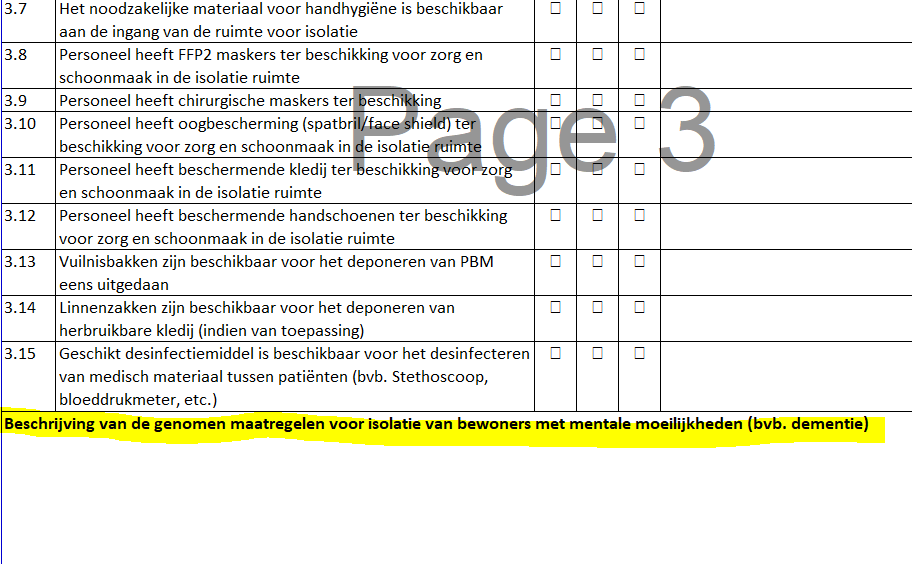 3.7 Het noodzakelijke materiaal voor handhygiëne is beschikbaar
aan de ingang van de ruimte voor isolatie
3.8 Personeel heeft FFP2 maskers ter beschikking voor zorg en
schoonmaak in de isolatie ruimte
3.9 Personeel heeft chirurgische maskers ter beschikking
3.10 Personeel heeft oogbescherming (spatbril/face shield) ter
beschikking voor zorg en schoonmaak in de isolatie ruimte
3.11 Personeel heeft beschermende kledij ter beschikking voor zorg
en schoonmaak in de isolatie ruimte
3.12 Personeel heeft beschermende handschoenen ter beschikking
voor zorg en schoonmaak in de isolatie ruimte
3.13 Vuilnisbakken zijn beschikbaar voor het deponeren van PBM
eens uitgedaan
3.14 Linnenzakken zijn beschikbaar voor het deponeren van
herbruikbare kledij (indien van toepassing)
3.15 Geschikt desinfectiemiddel is beschikbaar voor het desinfecteren
van medisch materiaal tussen patiënten (bvb. Stethoscoop,
bloeddrukmeter, etc.)
Beschrijving van de genomen maatregelen voor isolatie van bewoners met mentale moeilijkheden (bvb. dementie)
Page 3